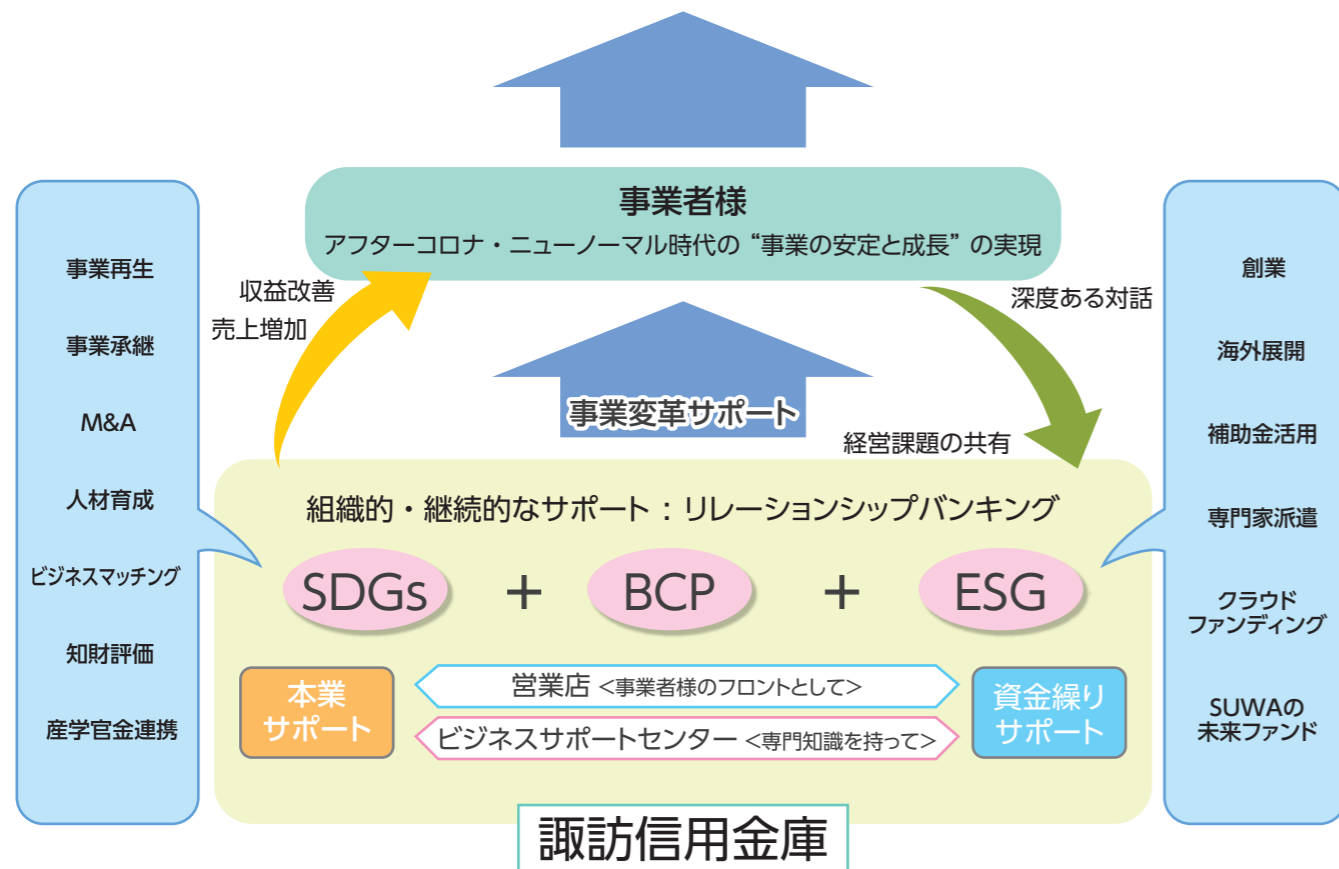 事業者様
アフターコロナ・ニューノーマル時代の“事業の安定と成長”の実現
事業再生
事業承継
M&A
人材育成
ビジネスマッチング
知財評価
産学官金連携
収益改善
売上増加
事業変革サポート
深度ある対話
経営課題の共有
創業
海外展開
補助金活用
専門家派遣
クラウド
ファンディング
SUWAの
未来ファンド
組織的・継続的なサポート：リレーションシップバンキング
SDGs + BCP + ESG
本業
サポート
営業店 <事業者様のフロントとして>
ビジネスサポートセンター <専門知識を持って>
資金繰り
サポート
諏訪信用金庫